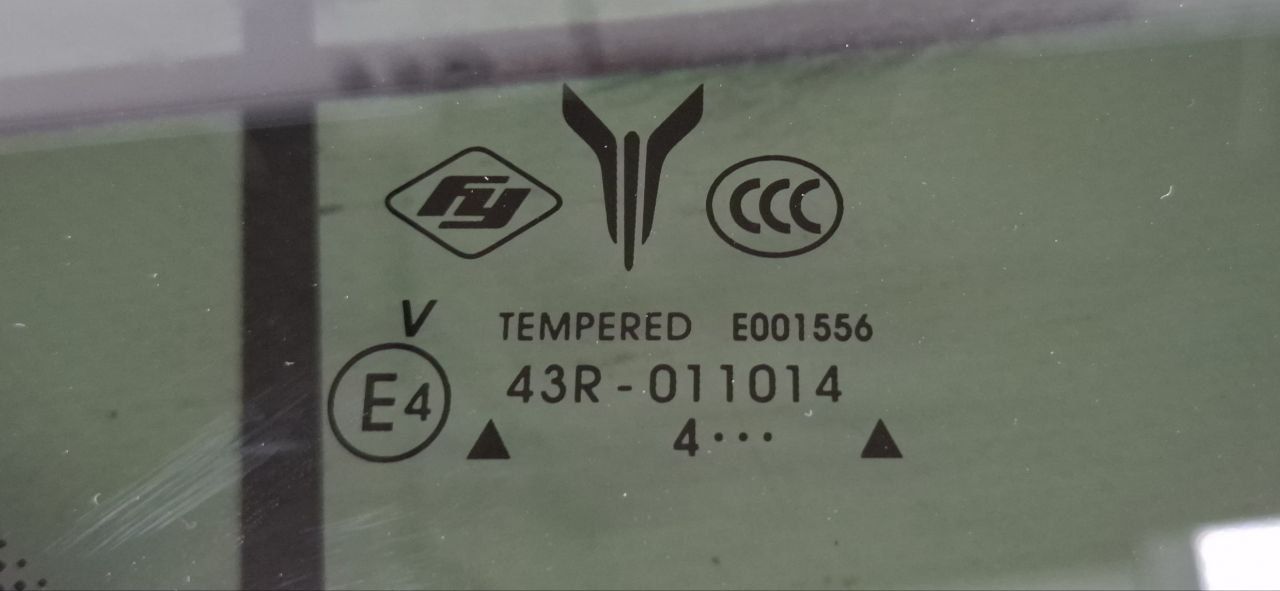 fy CCC
V TEMPERED E001556
E4 43R-011014
4···